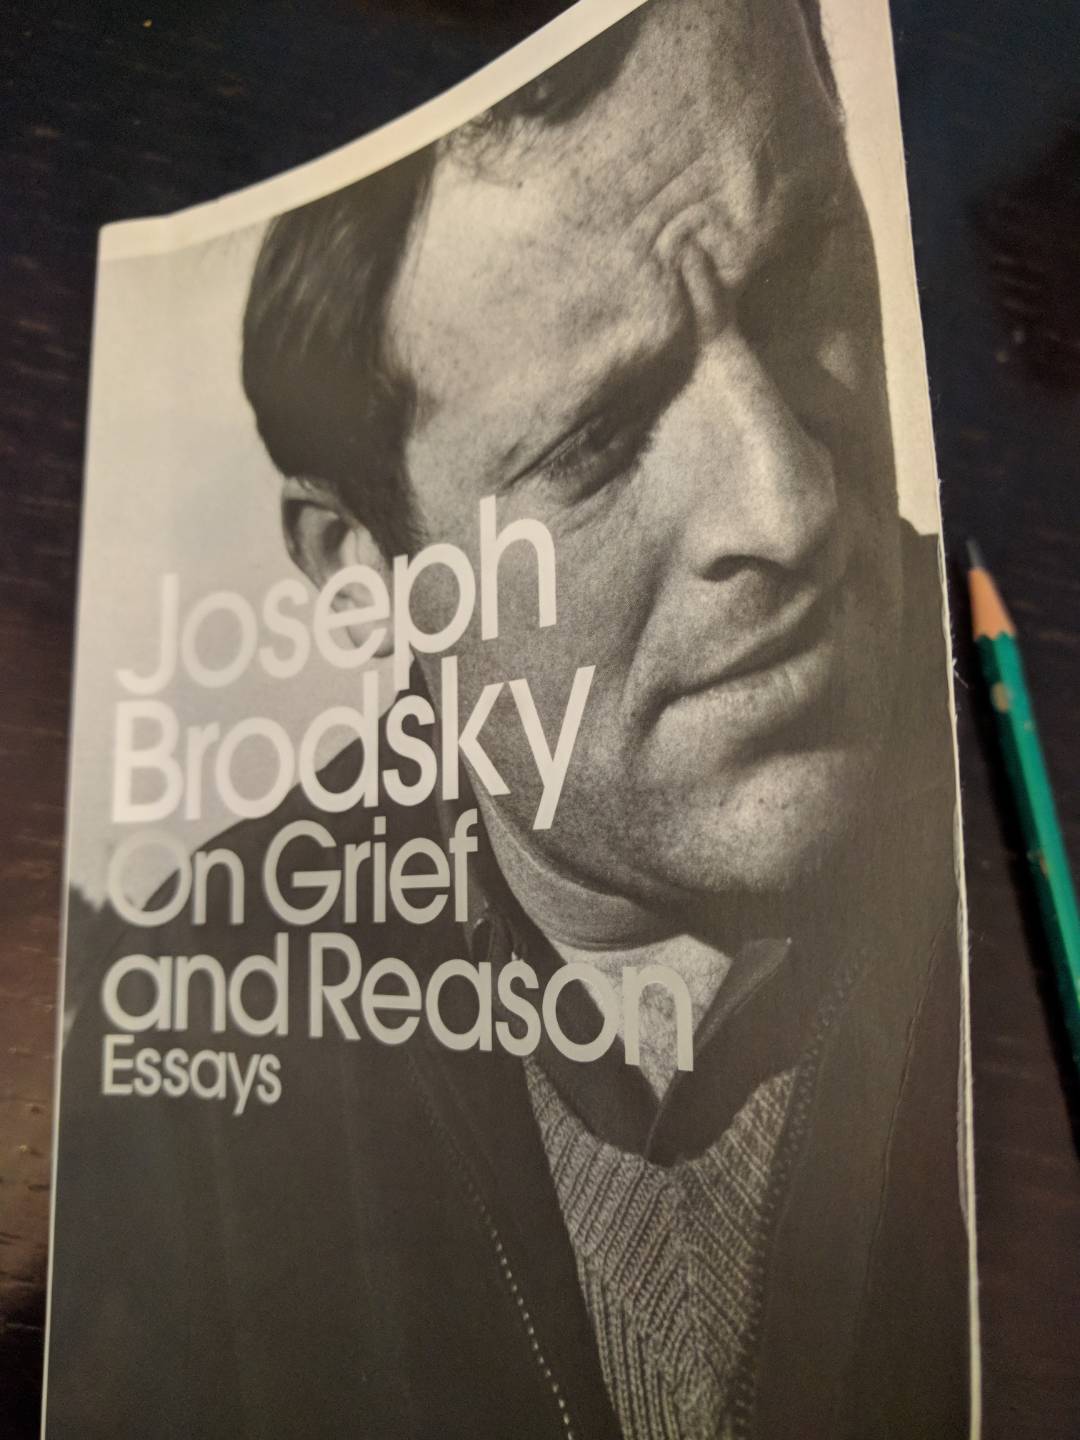 Joseph
Brodsky
On Grief
and Reason
Essays